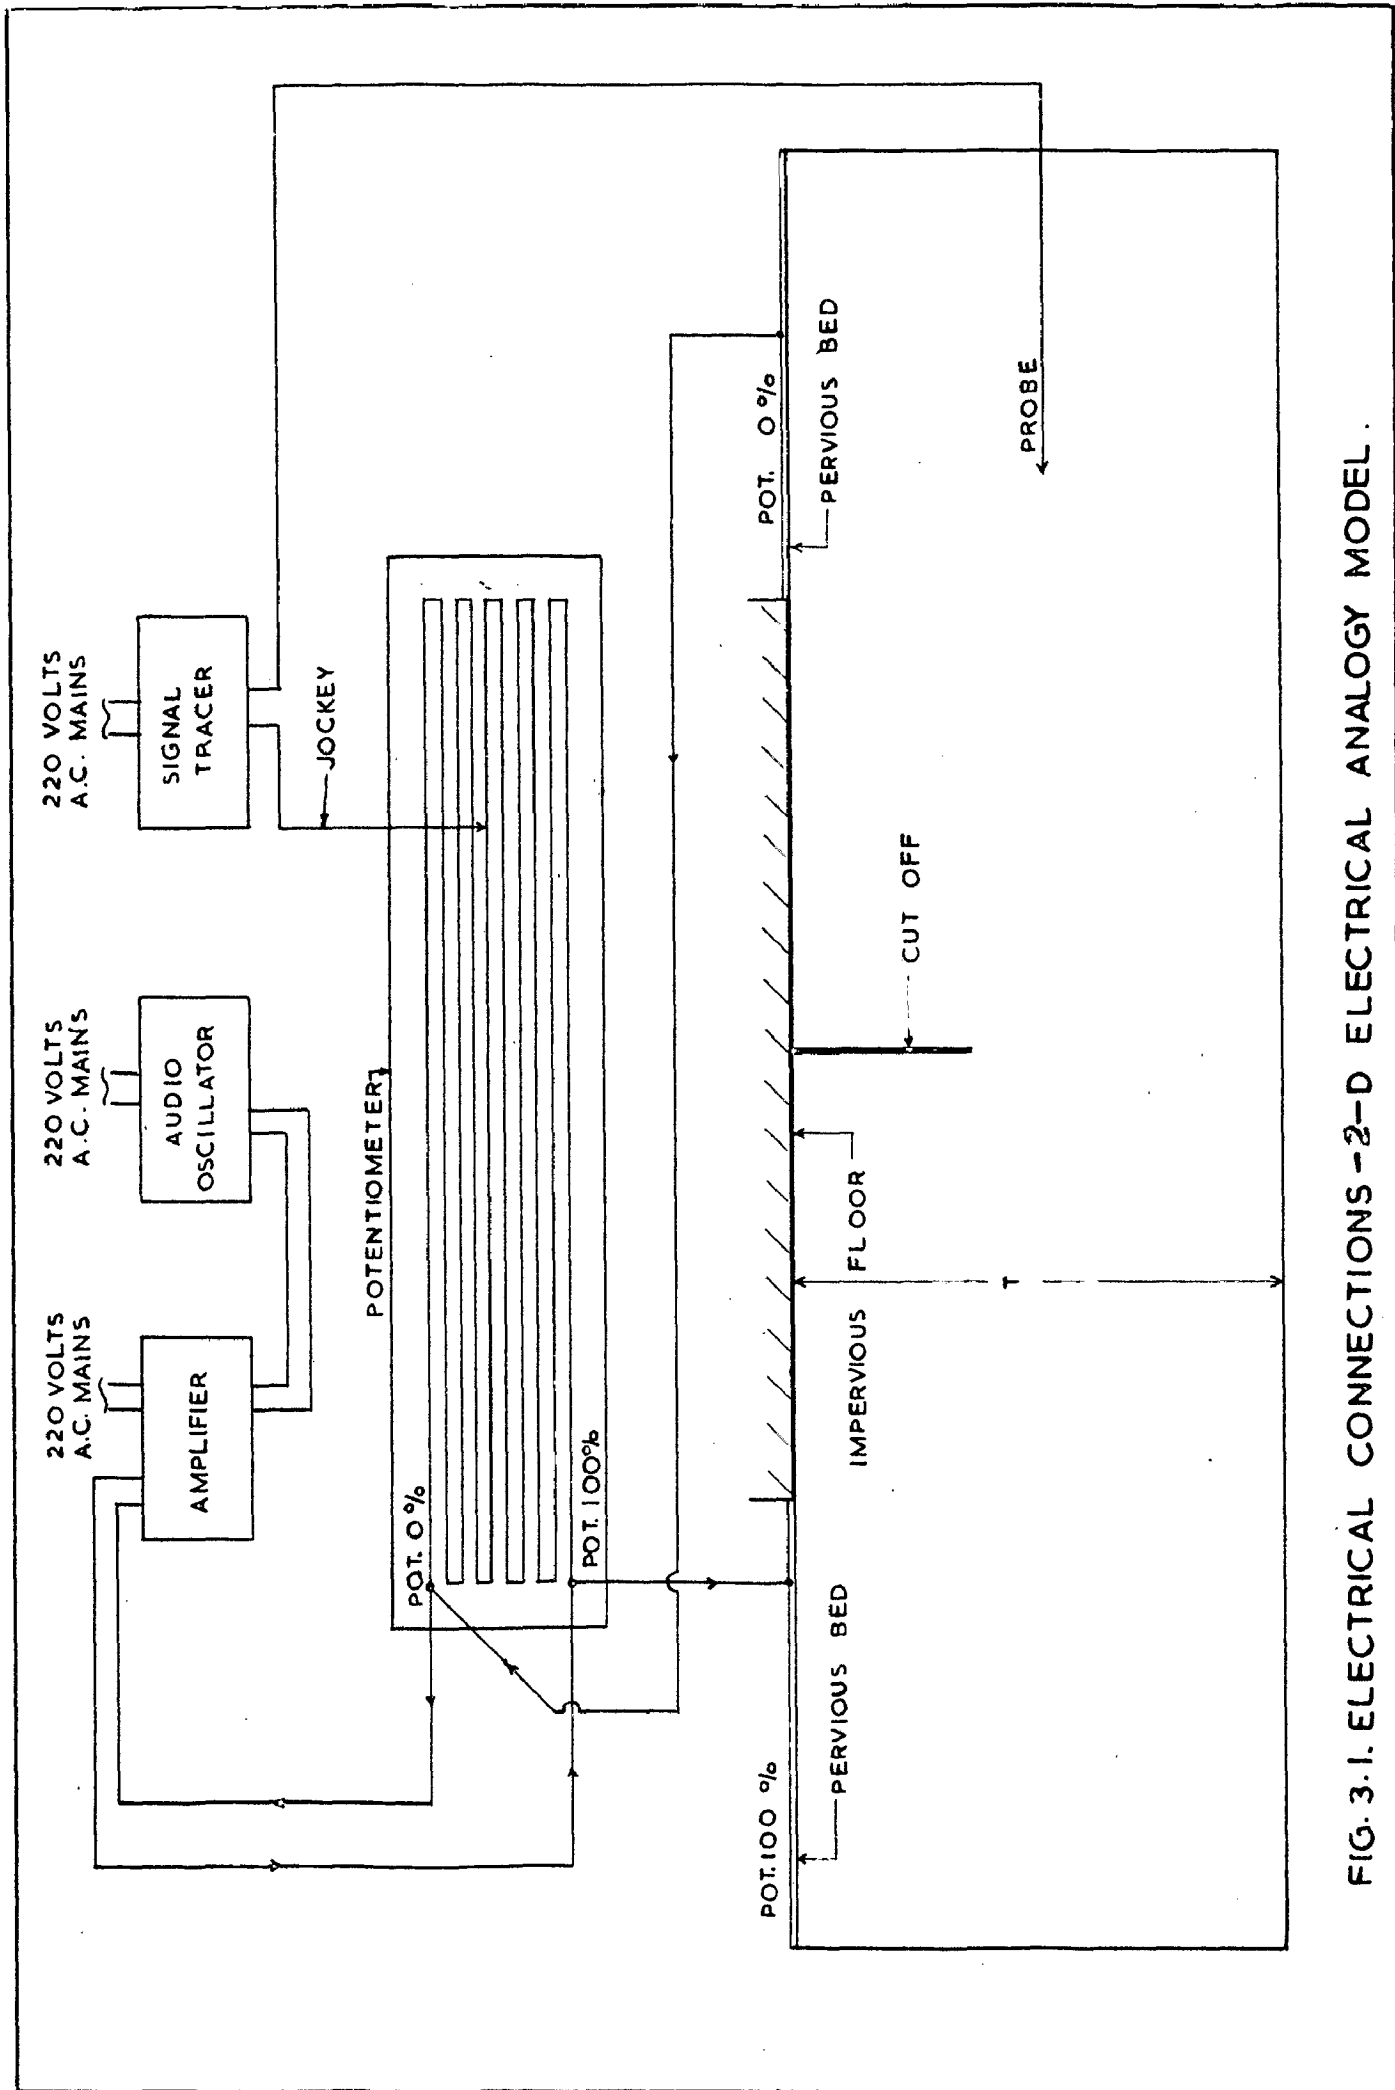 220 VOLTS
A.C. MAINS
AMPLIFIER
220 VOLTS
A.C. MAINS
AUDIO
OSCILLATOR
220 VOLTS
A.C. MAINS
SIGNAL
TRACER
JOCKEY
POTENTIOMETER
POT. 0%
POT. 100%
POT. 100 %
PERVIOUS BED
IMPERVIOUS FLOOR
CUT OFF
POT. 0%
PERVIOUS BED
PROBE
T
FIG. 3.1. ELECTRICAL CONNECTIONS-2-D ELECTRICAL ANALOGY MODEL.